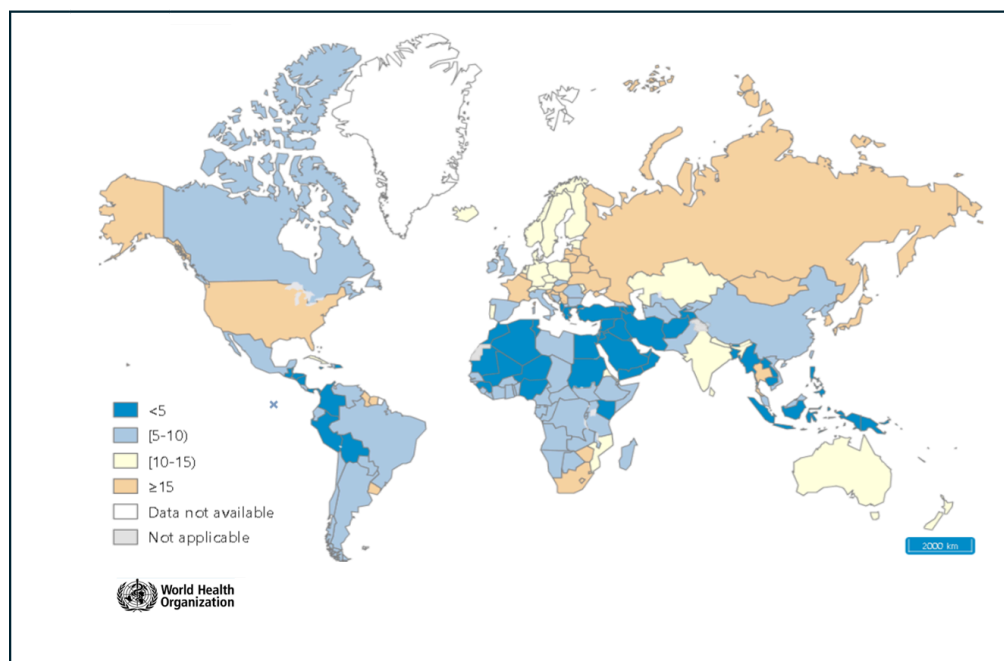 <5
[5-10)
[10-15)
≥15
Data not available
Not applicable
2000 km
World Health
Organization